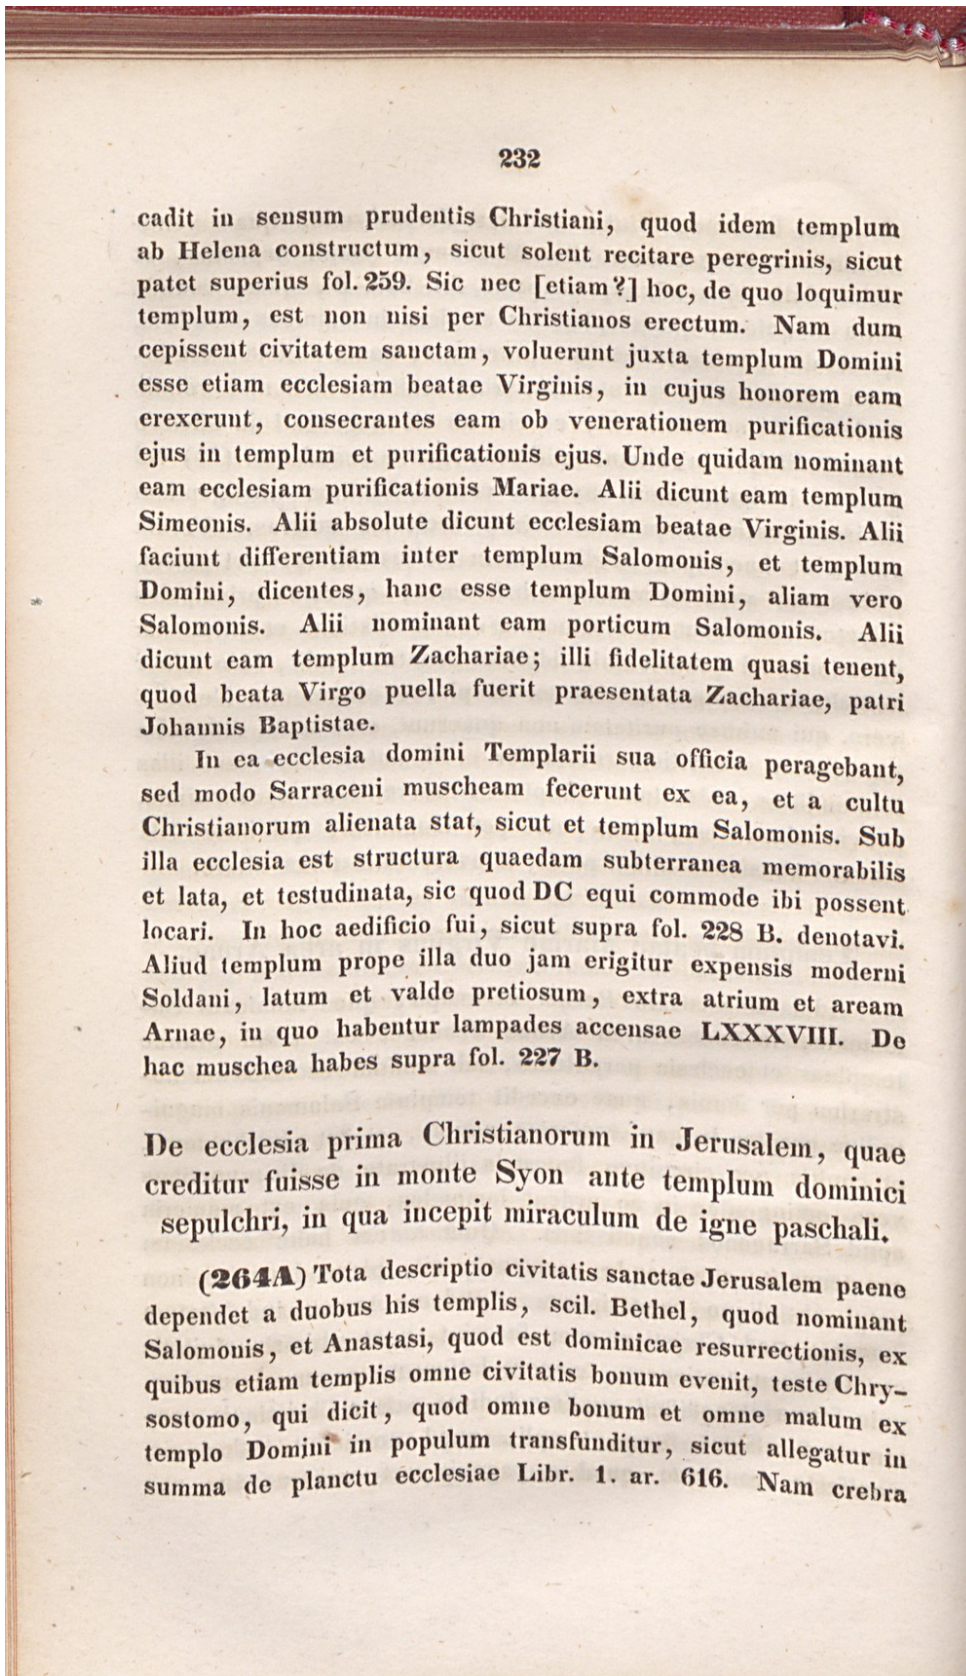 232
cadit in sensum prudentis Christiani, quod idem templum
ab Helena constructum, sicut solent recitare peregrinis, sicut
patet superius fol. 259. Sic nec [etiam?] hoc, de quo loquimur
templum, est non nisi per Christianos erectum. Nam dum
cepissent civitatem sanctam, voluerunt juxta templum Domini
esse etiam ecclesiam beatae Virginis, in cujus honorem eam
erexerunt, consecrantes eam ob venerationem purificationis
ejus in templum et purificationis ejus. Unde quidam nominant
eam ecclesiam purificationis Mariae. Alii dicunt eam templum
Simeonis. Alii absolute dicunt ecclesiam beatae Virginis. Alii
faciunt differentiam inter templum Salomonis, et templum
Domini, dicentes, hanc esse templum Domini, aliam vero
Salomonis. Alii nominant eam porticum Salomonis. Alii
dicunt eam templum Zachariae; illi fidelitatem quasi tenent,
quod beata Virgo puella fuerit praesentata Zachariae, patri
Johannis Baptistae.
In ea ecclesia domini Templarii sua officia peragebant,
sed modo Sarraceni muscheam fecerunt ex ea, et a cultu
Christianorum alienata stat, sicut et templum Salomonis. Sub
illa ecclesia est structura quaedam subterranea memorabilis
et lata, et testudinata, sic quod DC equi commode ibi possent
locari. In hoc aedificio fui, sicut supra fol. 228 B. denotavi.
Aliud templum prope illa duo jam erigitur expensis moderni
Soldani, latum et valde pretiosum, extra atrium et aream
Arnae, in quo habentur lampades accensae LXXXVIII. De
hac muschea habes supra fol. 227 B.
De ecclesia prima Christianorum in Jerusalem, quae
creditur fuisse in monte Syon ante templum dominici
sepulchri, in qua incepit miraculum de igne paschali.
(264A) Tota descriptio civitatis sanctae Jerusalem paene
dependet a duobus his templis, scil. Bethel, quod nominant
Salomonis, et Anastasi, quod est dominicae resurrectionis, ex
quibus etiam templis omne civitatis bonum evenit, teste Chry-
sostomo, qui dicit, quod omne bonum et omne malum ex
templo Domini in populum transfunditur, sicut allegatur in
summa de planctu ecclesiae Libr. 1. ar. 616. Nam crebra